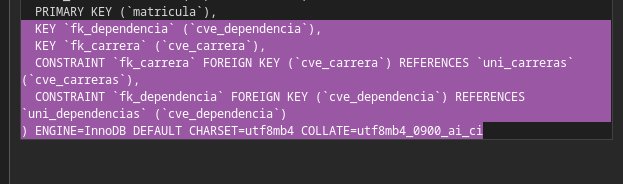 PRIMARY KEY (`matricula`),
KEY `fk_dependencia` (`cve_dependencia`),
KEY `fk_carrera` (`cve_carrera`),
CONSTRAINT `fk_carrera` FOREIGN KEY (`cve_carrera`) REFERENCES `uni_carreras`
(`cve_carreras`),
CONSTRAINT `fk_dependencia` FOREIGN KEY (`cve_dependencia`) REFERENCES
`uni_dependencias` (`cve_dependencia`)
) ENGINE=InnoDB DEFAULT CHARSET=utf8mb4 COLLATE=utf8mb4_0900_ai_ci